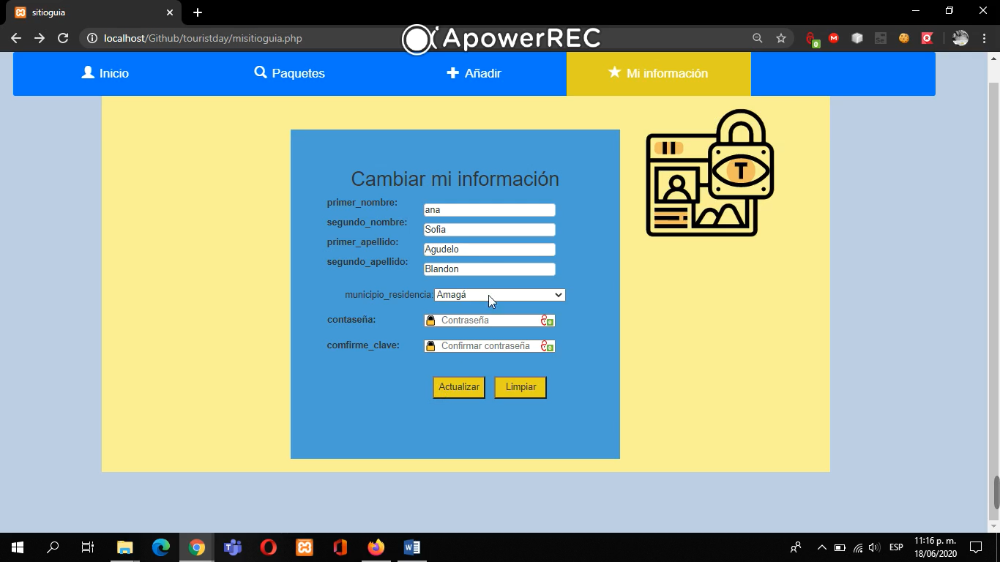 sitioguia
localhost/Github/touristday/misitioguia.php
ApowerREC
0
Inicio
Paquetes
Añadir
Mi información
T
Cambiar mi información
primer_nombre:
ana
segundo_nombre:
Sofia
primer_apellido:
Agudelo
segundo_apellido:
Blandon
municipio_residencia: Amagá
contaseña:
Contraseña
comfirme_clave:
Confirmar contraseña
Actualizar
Limpiar
ESP
11:16 p. m.
18/06/2020